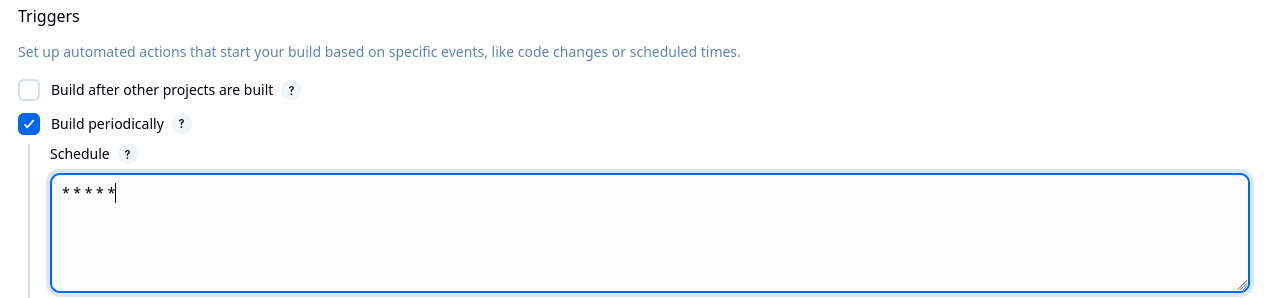 Triggers
Set up automated actions that start your build based on specific events, like code changes or scheduled times.
Build after other projects are built ?
Build periodically ?
Schedule ?
* * * * *